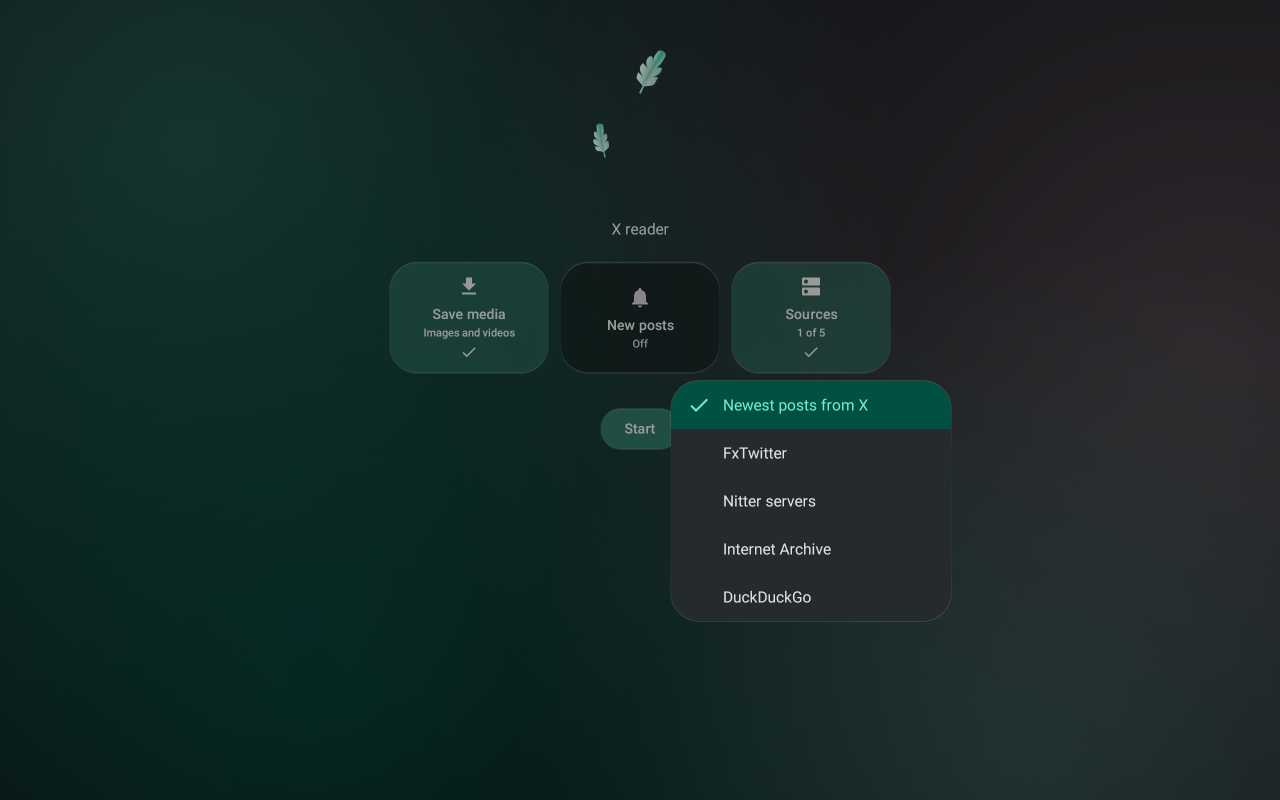 X reader
Save media
Images and videos
New posts
Off
Sources
1 of 5
Start
Newest posts from X
FxTwitter
Nitter servers
Internet Archive
DuckDuckGo